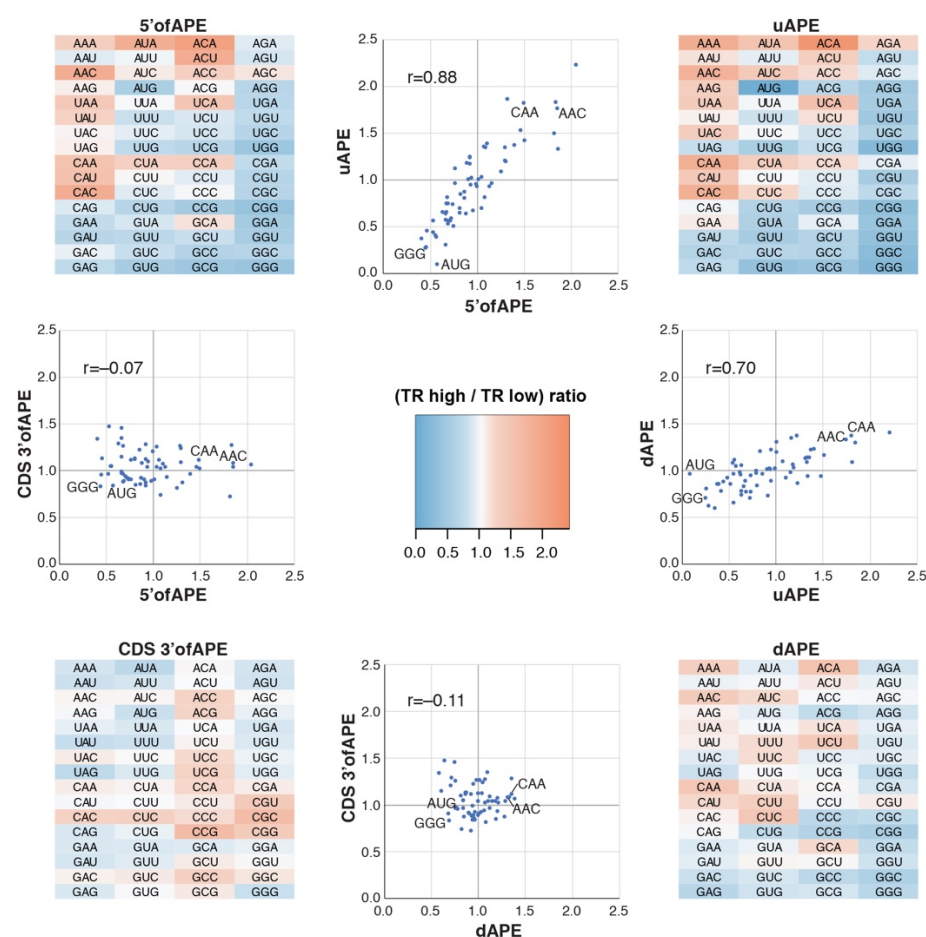 5'ofAPE
AAA AUA ACA AGA
AAU AUU ACU AGU
AAC AUC ACC AGC
AAG AUG ACG AGG
UAA UUA UCA UGA
UAU UUU UCU UGU
UAC UUC UCC UGC
UAG UUG UCG UGG
CAA CUA CCA CGA
CAU CUU CCU CGU
CAC CUC CCC CGC
CAG CUG CCG CGG
GAA GUA GCA GGA
GAU GUU GCU GGU
GAC GUC GCC GGC
GAG GUG GCG GGG
2.5
2.0
1.5
1.0
0.5
0.0
uAPE
r=0.88
CAA
AAC
GGG
AUG
0.0 0.5 1.0 1.5 2.0 2.5
5'ofAPE
uAPE
AAA AUA ACA AGA
AAU AUU ACU AGU
AAC AUC ACC AGC
AAG AUG ACG AGG
UAA UUA UCA UGA
UAU UUU UCU UGU
UAC UUC UCC UGC
UAG UUG UCG UGG
CAA CUA CCA CGA
CAU CUU CCU CGU
CAC CUC CCC CGC
CAG CUG CCG CGG
GAA GUA GCA GGA
GAU GUU GCU GGU
GAC GUC GCC GGC
GAG GUG GCG GGG
2.5
2.0
1.5
1.0
0.5
0.0
CDS 3'ofAPE
r=–0.07
CAA AAC
GGG
AUG
0.0 0.5 1.0 1.5 2.0 2.5
5'ofAPE
(TR high / TR low) ratio
0.0 0.5 1.0 1.5 2.0
2.5
2.0
1.5
1.0
0.5
0.0
dAPE
r=0.70
CAA
AAC
AUG
GGG
0.0 0.5 1.0 1.5 2.0 2.5
uAPE
CDS 3'ofAPE
AAA AUA ACA AGA
AAU AUU ACU AGU
AAC AUC ACC AGC
AAG AUG ACG AGG
UAA UUA UCA UGA
UAU UUU UCU UGU
UAC UUC UCC UGC
UAG UUG UCG UGG
CAA CUA CCA CGA
CAU CUU CCU CGU
CAC CUC CCC CGC
CAG CUG CCG CGG
GAA GUA GCA GGA
GAU GUU GCU GGU
GAC GUC GCC GGC
GAG GUG GCG GGG
2.5
2.0
1.5
1.0
0.5
0.0
CDS 3'ofAPE
r=–0.11
CAA
AUG
AAC
GGG
0.0 0.5 1.0 1.5 2.0 2.5
dAPE
dAPE
AAA AUA ACA AGA
AAU AUU ACU AGU
AAC AUC ACC AGC
AAG AUG ACG AGG
UAA UUA UCA UGA
UAU UUU UCU UGU
UAC UUC UCC UGC
UAG UUG UCG UGG
CAA CUA CCA CGA
CAU CUU CCU CGU
CAC CUC CCC CGC
CAG CUG CCG CGG
GAA GUA GCA GGA
GAU GUU GCU GGU
GAC GUC GCC GGC
GAG GUG GCG GGG